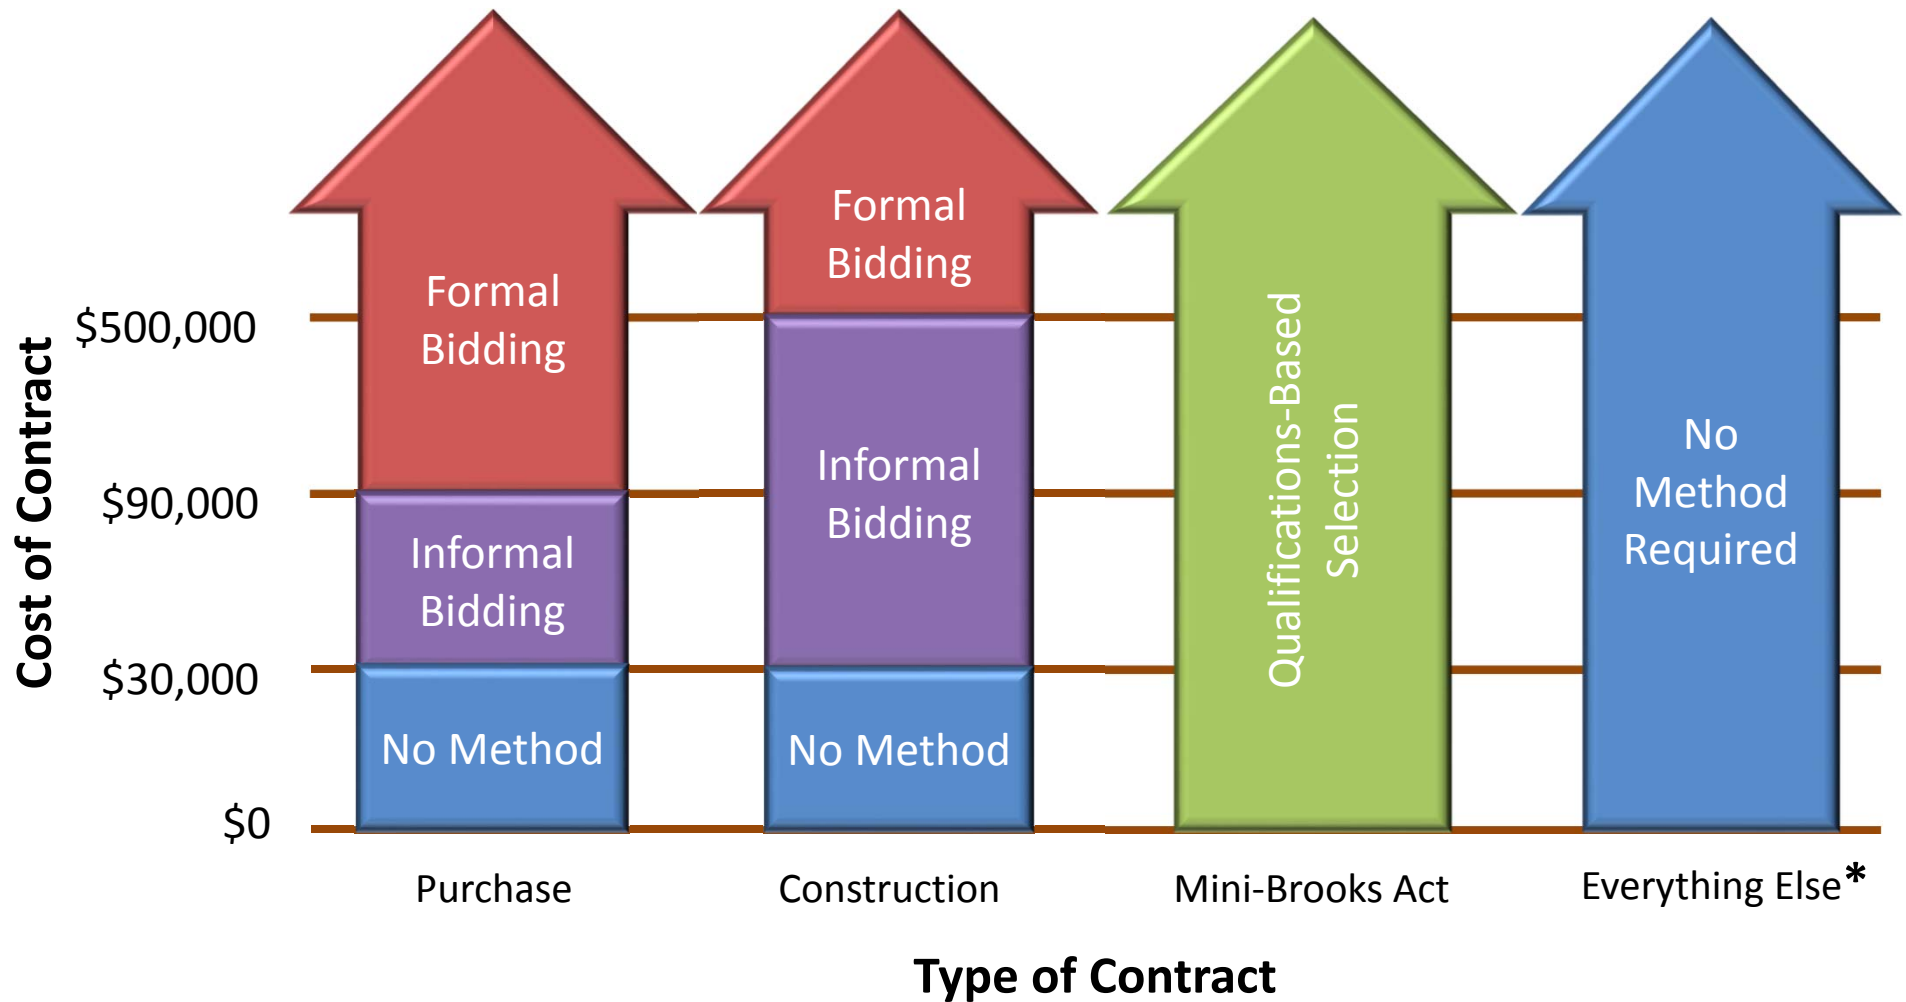 Formal
Bidding
Informal
Bidding
No Method
Formal
Bidding
Informal
Bidding
No Method
Qualifications-Based
Selection
No
Method
Required
Cost of Contract
$500,000
$90,000
$30,000
$0
Purchase
Construction
Mini-Brooks Act
Everything Else*
Type of Contract